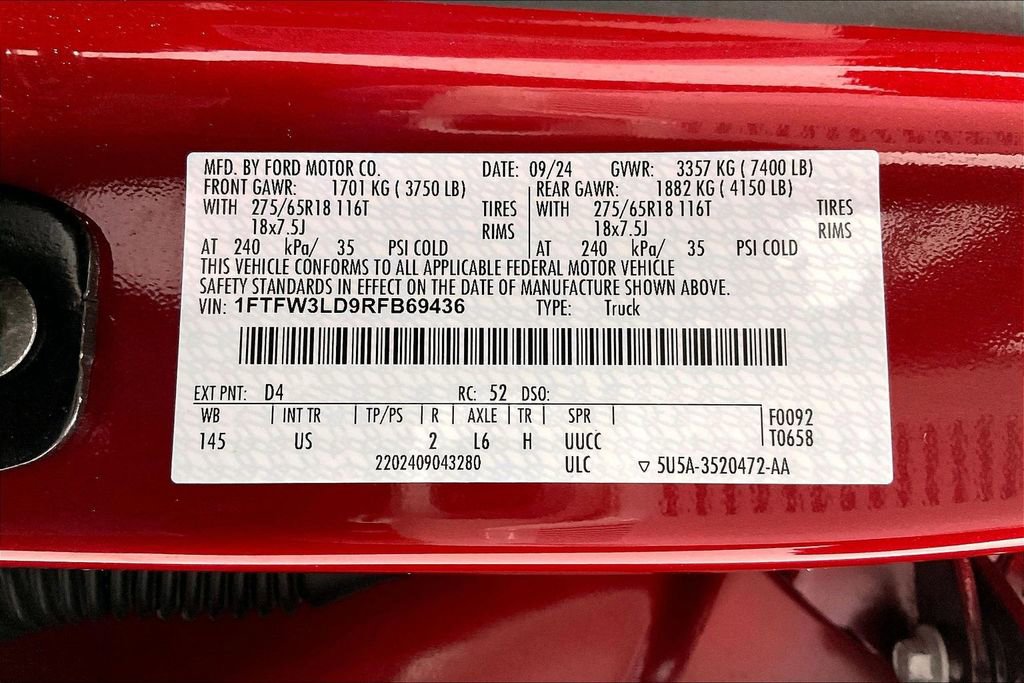 MFD. BY FORD MOTOR CO. DATE: 09/24 GVWR: 3357 KG ( 7400 LB)
FRONT GAWR: 1701 KG ( 3750 LB) REAR GAWR: 1882 KG ( 4150 LB)
WITH 275/65R18 116T TIRES WITH 275/65R18 116T TIRES
18x7.5J RIMS 18x7.5J RIMS
AT 240 kPa/ 35 PSI COLD AT 240 kPa/ 35 PSI COLD
THIS VEHICLE CONFORMS TO ALL APPLICABLE FEDERAL MOTOR VEHICLE
SAFETY STANDARDS IN EFFECT ON THE DATE OF MANUFACTURE SHOWN ABOVE.
VIN: 1FTFW3LD9RFB69436 TYPE: Truck
EXT PNT: D4 RC: 52 DSO:
WB INT TR TP/PS R AXLE TR SPR F0092
145 US 2 L6 H UUCC T0658
2202409043280 ULC ▽ 5U5A-3520472-AA